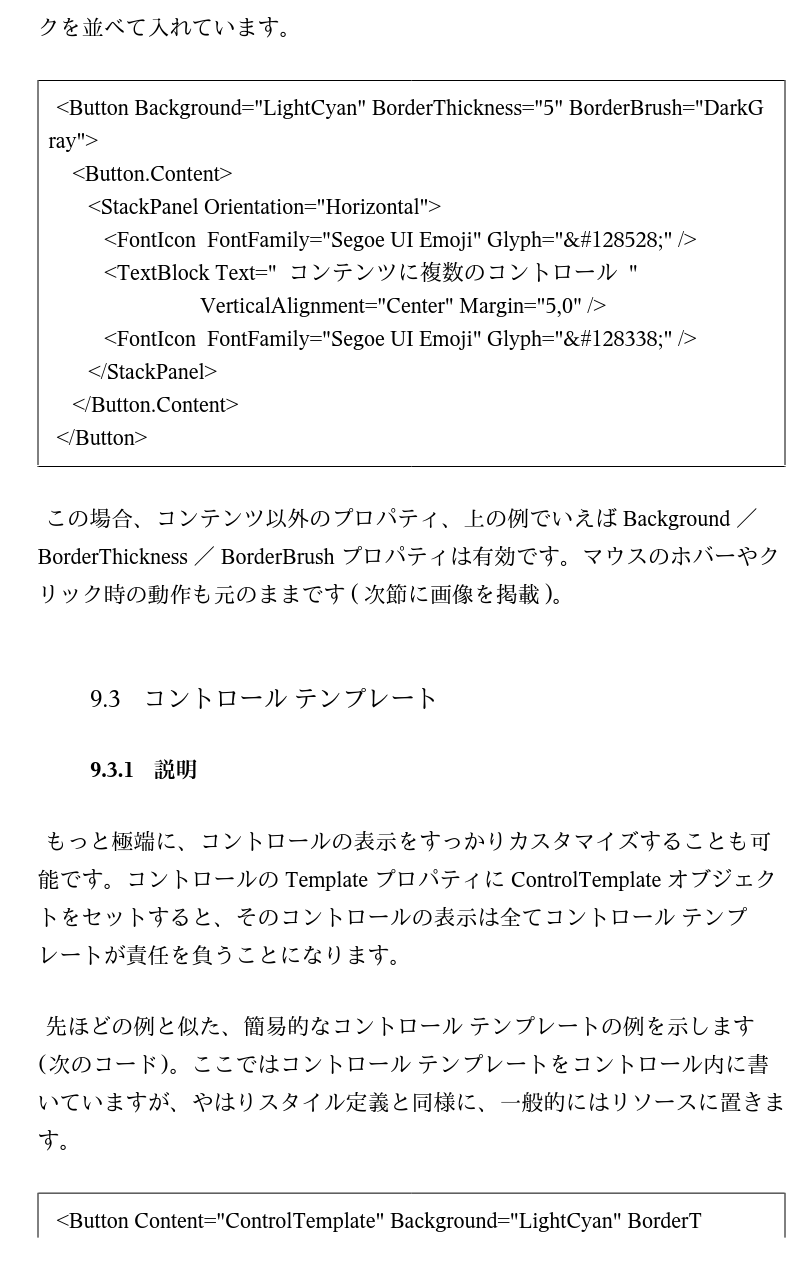 クを並べて入れています。
<Button Background="LightCyan" BorderThickness="5" BorderBrush="DarkG
ray">
<Button.Content>
<StackPanel Orientation="Horizontal">
<FontIcon  FontFamily="Segoe UI Emoji" Glyph="&#128528;" />
<TextBlock Text=" コンテンツに複数のコントロール "
VerticalAlignment="Center" Margin="5,0" />
<FontIcon  FontFamily="Segoe UI Emoji" Glyph="&#128338;" />
</StackPanel>
</Button.Content>
</Button>
この場合、コンテンツ以外のプロパティ、上の例でいえば Background ／
BorderThickness ／ BorderBrush プロパティは有効です。マウスのホバーやク
リック時の動作も元のままです ( 次節に画像を掲載 )。
9.3　コントロール テンプレート
9.3.1　説明
もっと極端に、コントロールの表示をすっかりカスタマイズすることも可
能です。コントロールの Template プロパティに ControlTemplate オブジェク
トをセットすると、そのコントロールの表示は全てコントロール テンプ
レートが責任を負うことになります。
先ほどの例と似た、簡易的なコントロール テンプレートの例を示します
(次のコード)。ここではコントロール テンプレートをコントロール内に書
いていますが、やはりスタイル定義と同様に、一般的にはリソースに置きま
す。
<Button Content="ControlTemplate" Background="LightCyan" BorderT